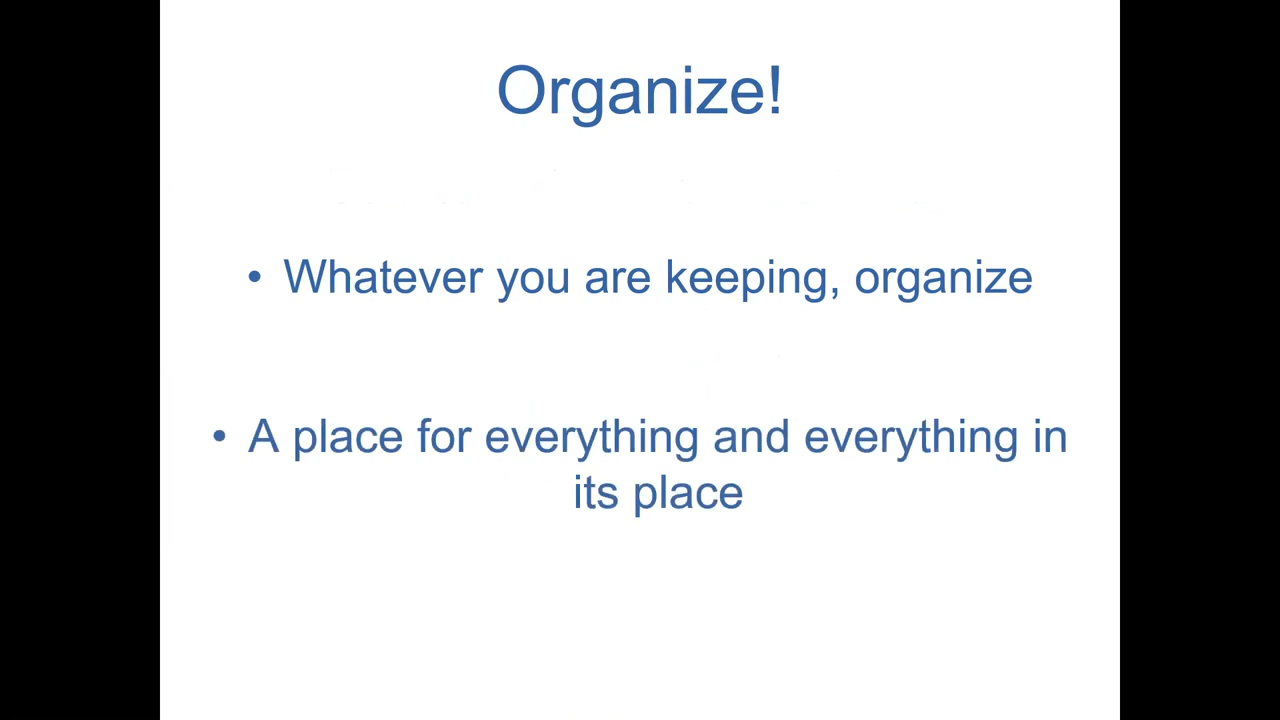 Organize!
• Whatever you are keeping, organize
• A place for everything and everything in
its place